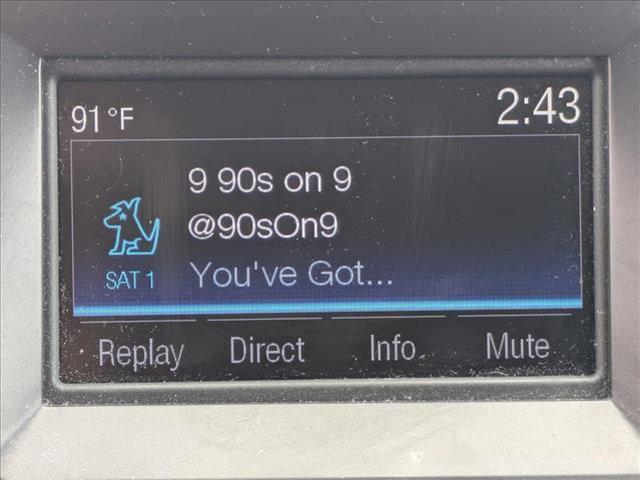 91°F
2:43
9 90s on 9
@90sOn9
SAT 1
You've Got...
Replay Direct Info Mute